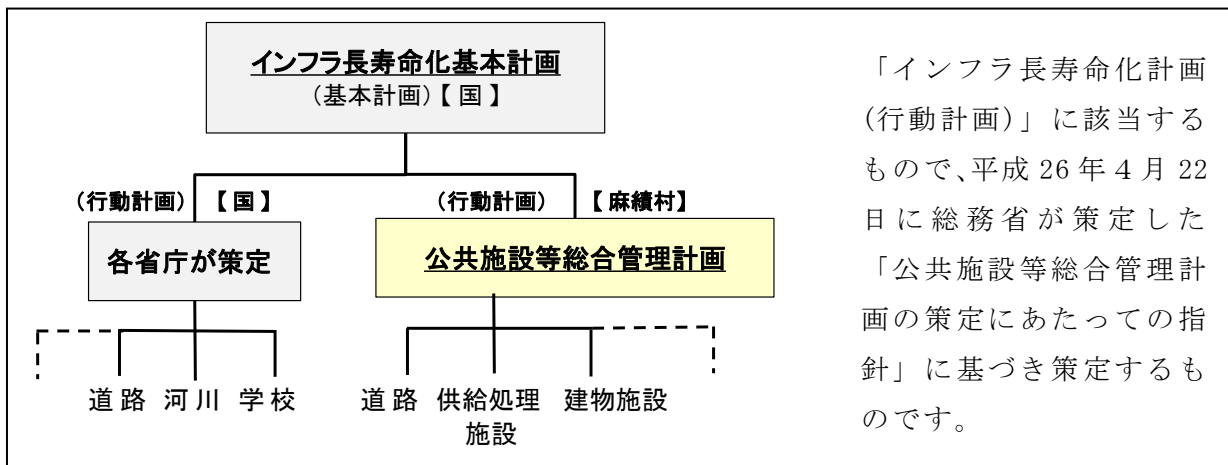 インフラ長寿命化基本計画
(基本計画)【国】
(行動計画) 【国】
各省庁が策定
道路 河川 学校
(行動計画) 【麻績村】
公共施設等総合管理計画
道路 供給処理施設 建物施設
「インフラ長寿命化計画
(行動計画)」に該当する
もので、平成26年4月22
日に総務省が策定した
「公共施設等総合管理計
画の策定にあたっての指
針」に基づき策定するも
のです。